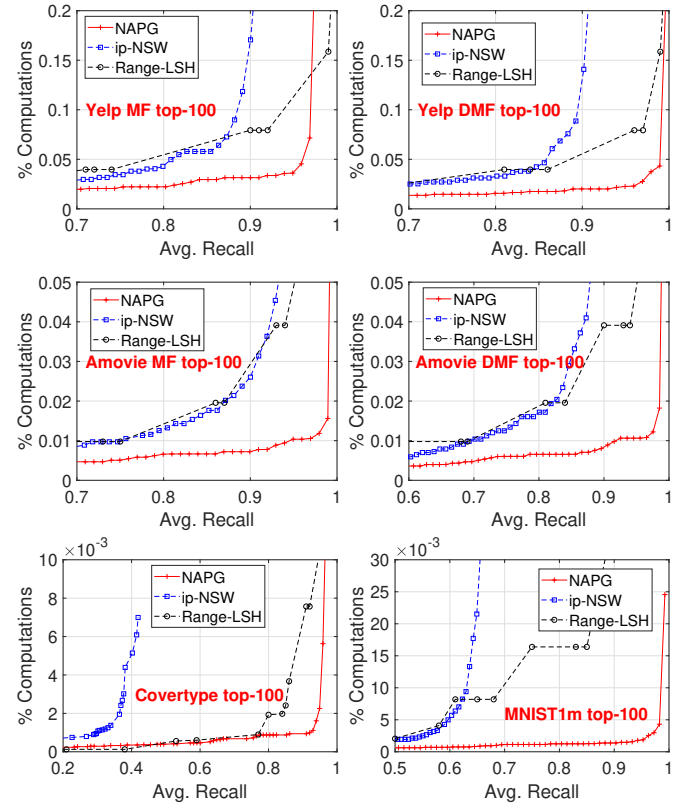 0.2
0.15
0.1
0.05
0
% Computations
NAPG
ip-NSW
Range-LSH
Yelp MF top-100
0.7 0.8 0.9 1
Avg. Recall
0.2
0.15
0.1
0.05
0
% Computations
NAPG
ip-NSW
Range-LSH
Yelp DMF top-100
0.7 0.8 0.9 1
Avg. Recall
0.05
0.04
0.03
0.02
0.01
0
% Computations
NAPG
ip-NSW
Range-LSH
Amovie MF top-100
0.7 0.8 0.9 1
Avg. Recall
0.05
0.04
0.03
0.02
0.01
0
% Computations
NAPG
ip-NSW
Range-LSH
Amovie DMF top-100
0.6 0.7 0.8 0.9 1
Avg. Recall
10 × 10-3
8
6
4
2
0
% Computations
NAPG
ip-NSW
Range-LSH
Covertype top-100
0.2 0.4 0.6 0.8 1
Avg. Recall
30 × 10-3
25
20
15
10
5
0
% Computations
NAPG
ip-NSW
Range-LSH
MNIST1m top-100
0.5 0.6 0.7 0.8 0.9 1
Avg. Recall